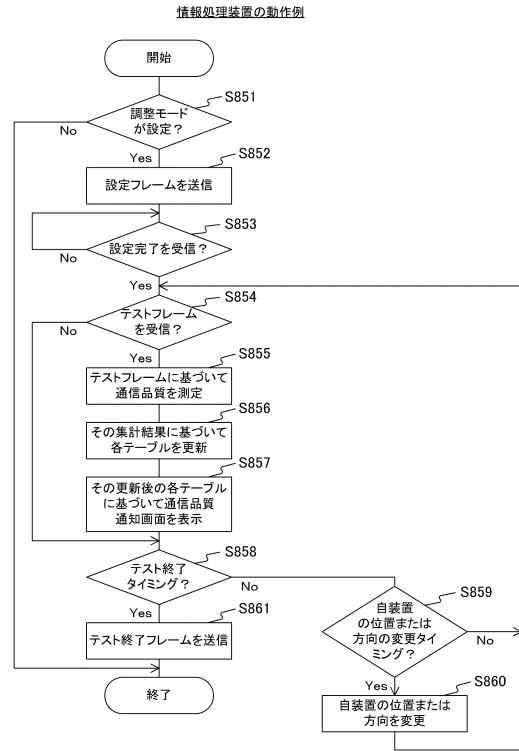 情報処理装置の動作例
開始
S851
調整モード
が設定？
No
Yes
S852
設定フレームを送信
S853
設定完了を受信？
No
Yes
S854
テストフレーム
を受信？
No
Yes
S855
テストフレームに基づいて
通信品質を測定
S856
その集計結果に基づいて
各テーブルを更新
S857
その更新後の各テーブル
に基づいて通信品質
通知画面を表示
S858
テスト終了
タイミング？
No
Yes
S859
自装置
の位置または
方向の変更タイ
ミング？
No
Yes
S861
テスト終了フレームを送信
S860
自装置の位置または
方向を変更
終了